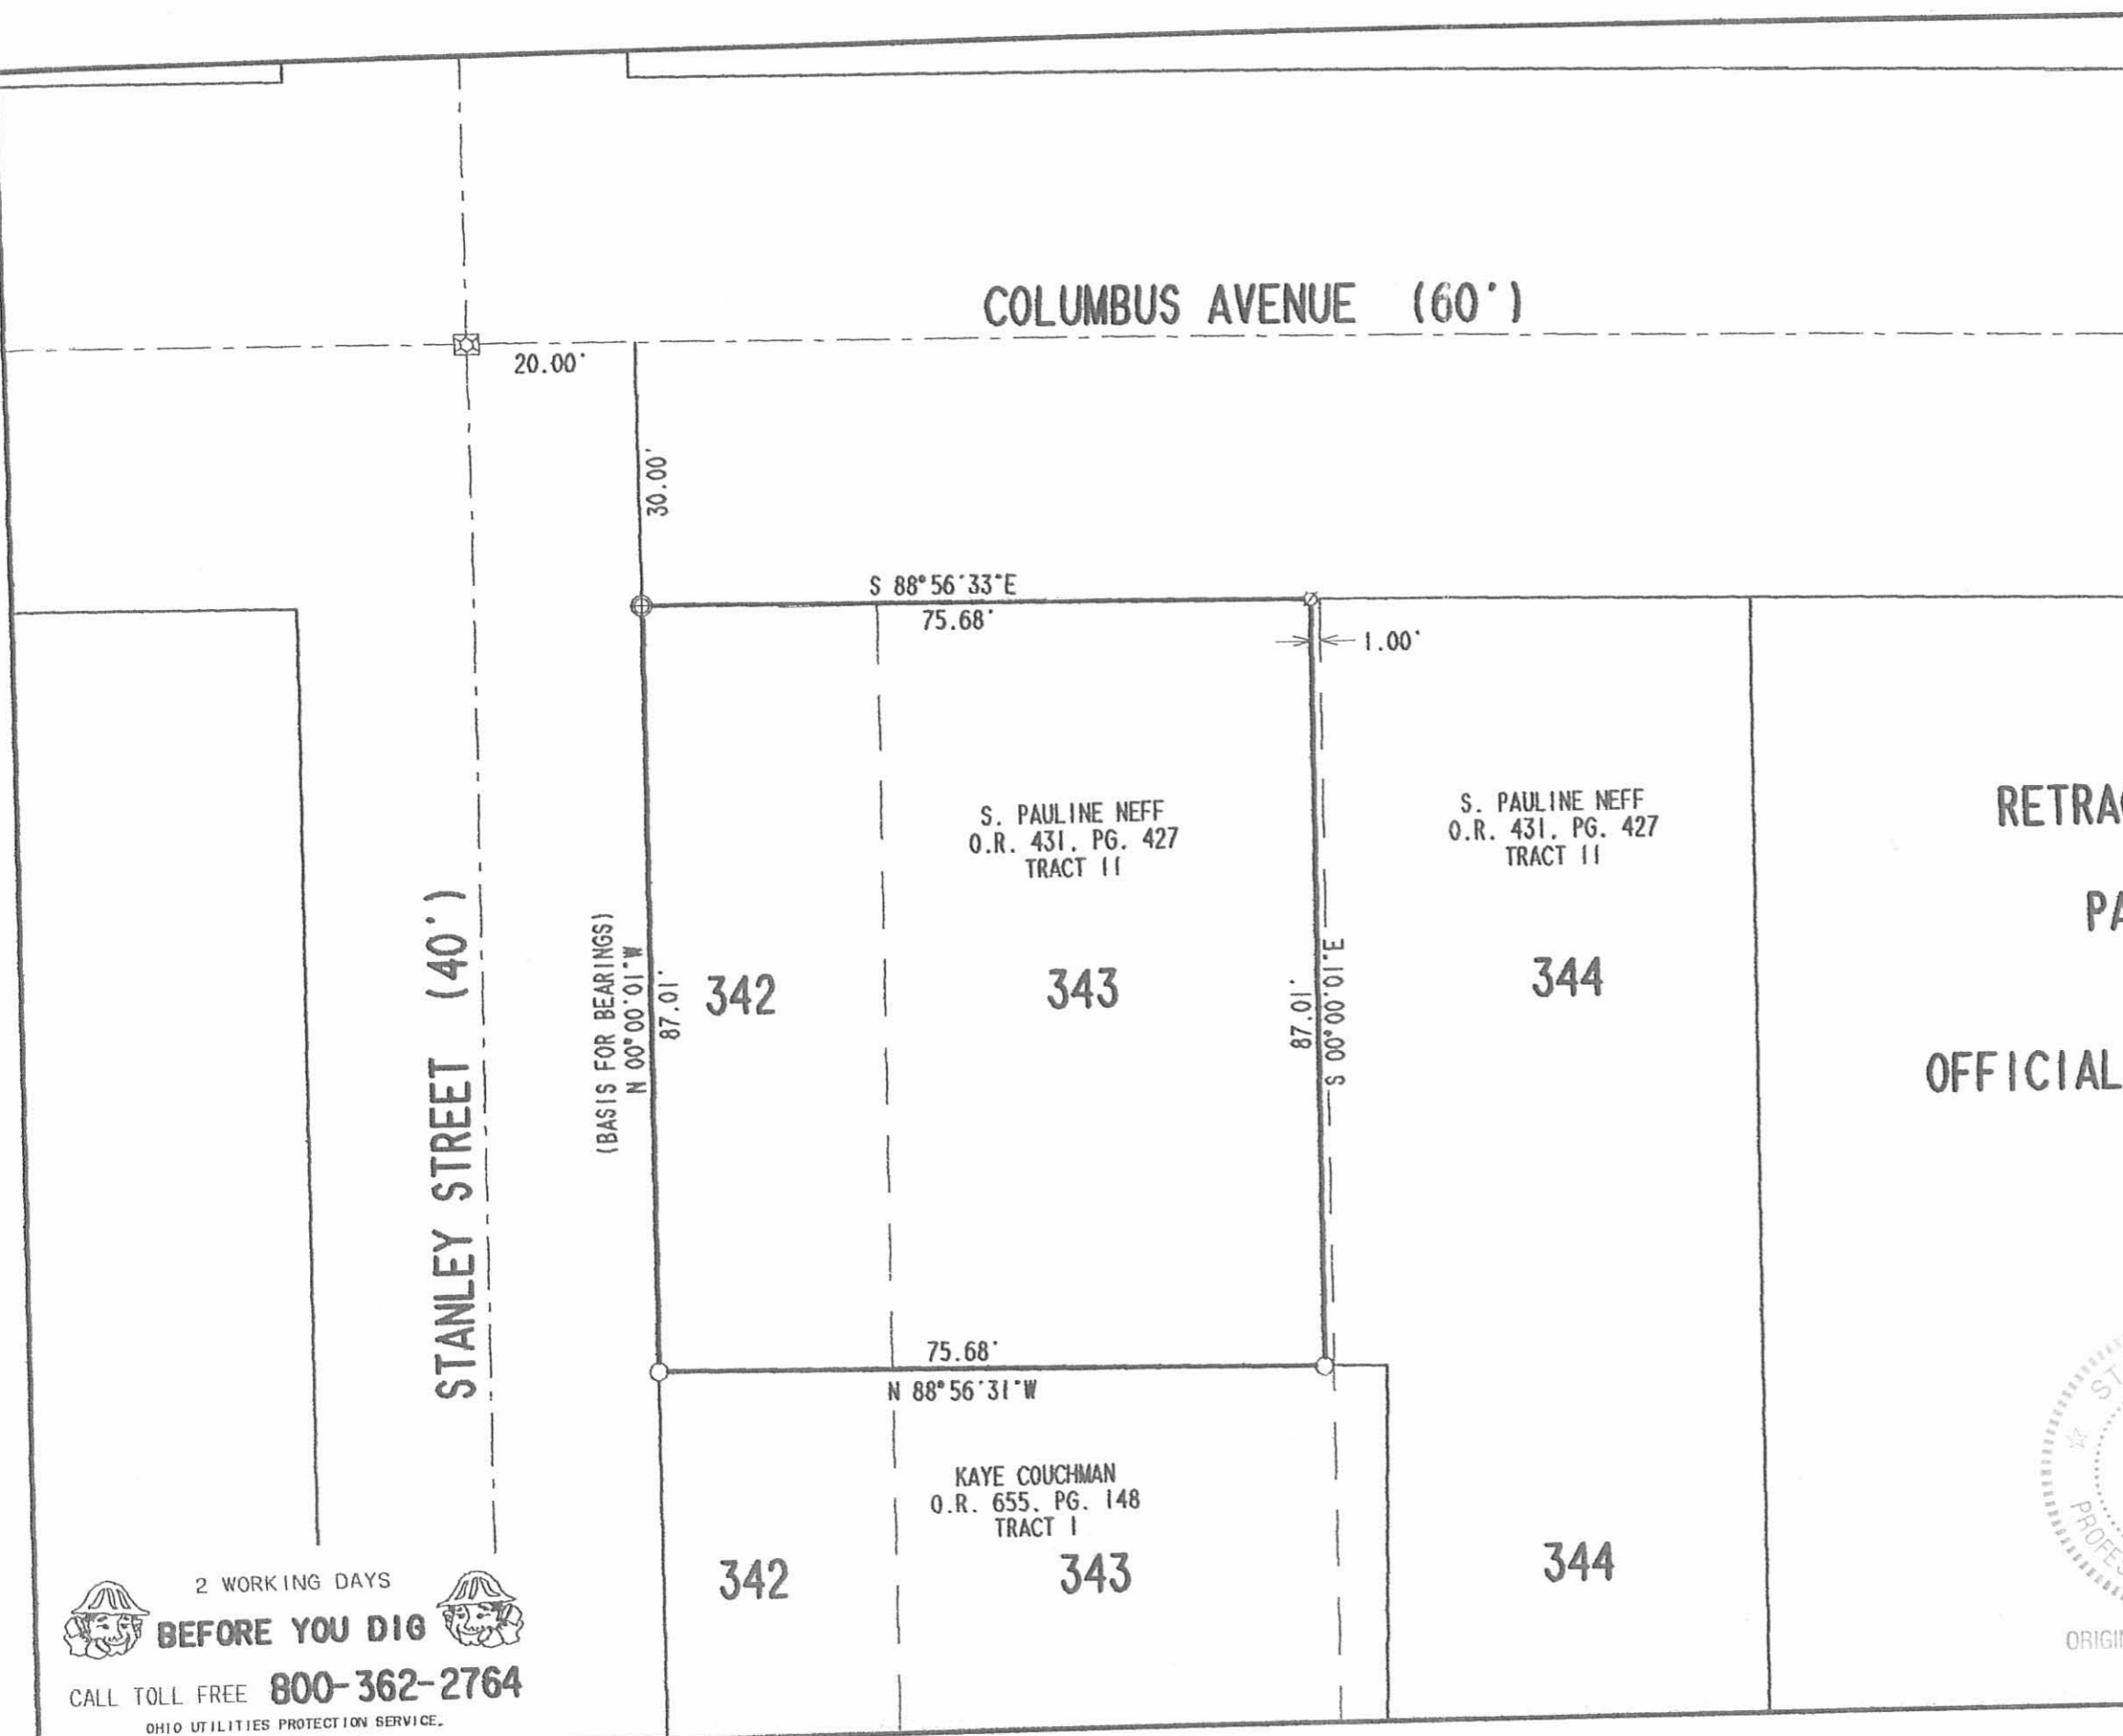 COLUMBUS AVENUE (60')
20.00'
30.00'
S 88°56'33"E
75.68'
1.00'
S. PAULINE NEFF
O.R. 431, PG. 427
TRACT II
S. PAULINE NEFF
O.R. 431, PG. 427
TRACT II
RETRA
PA
OFFICIAL
STANLEY STREET (40')
(BASIS FOR BEARINGS)
N 00°00'01"W
87.01'
342
343
87.01'
S 00°00'01"E
344
75.68'
N 88°56'31"W
KAYE COUCHMAN
O.R. 655, PG. 148
TRACT I
342
343
344
ST
PROFES
ORIGI
2 WORKING DAYS
BEFORE YOU DIG
CALL TOLL FREE 800-362-2764
OHIO UTILITIES PROTECTION SERVICE.